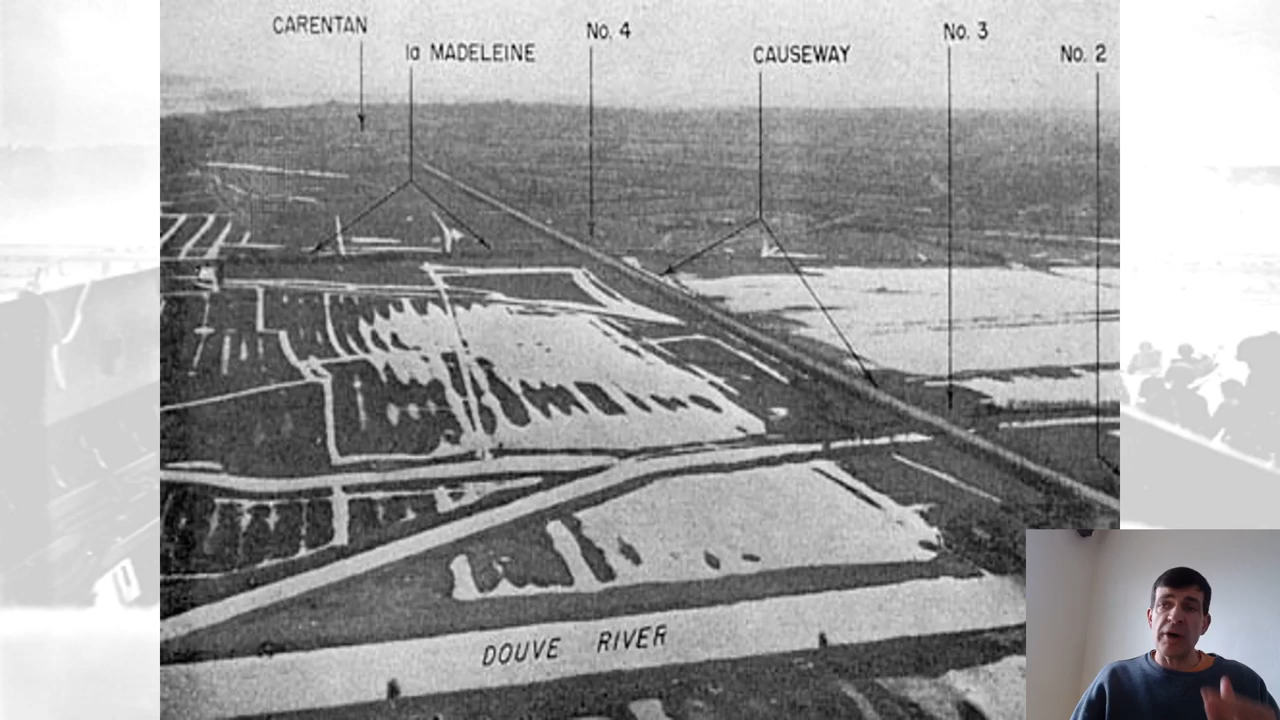 CARENTAN
la MADELEINE
No. 4
CAUSEWAY
No. 3
No. 2
DOUVE RIVER